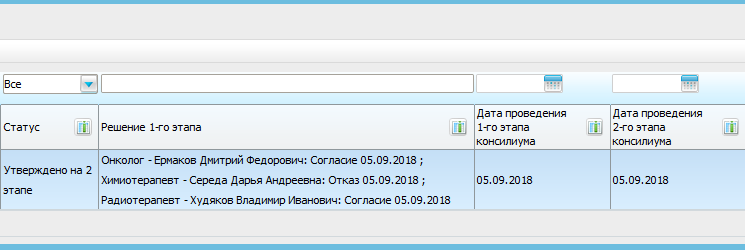 Все
Статус
Решение 1-го этапа
Дата проведения
1-го этапа
консилиума
Дата проведения
2-го этапа
консилиума
Утверждено на 2
этапе
Онколог - Ермаков Дмитрий Федорович: Согласие 05.09.2018 ;
Химиотерапевт - Середа Дарья Андреевна: Отказ 05.09.2018 ;
Радиотерапевт - Худяков Владимир Иванович: Согласие 05.09.2018
05.09.2018
05.09.2018